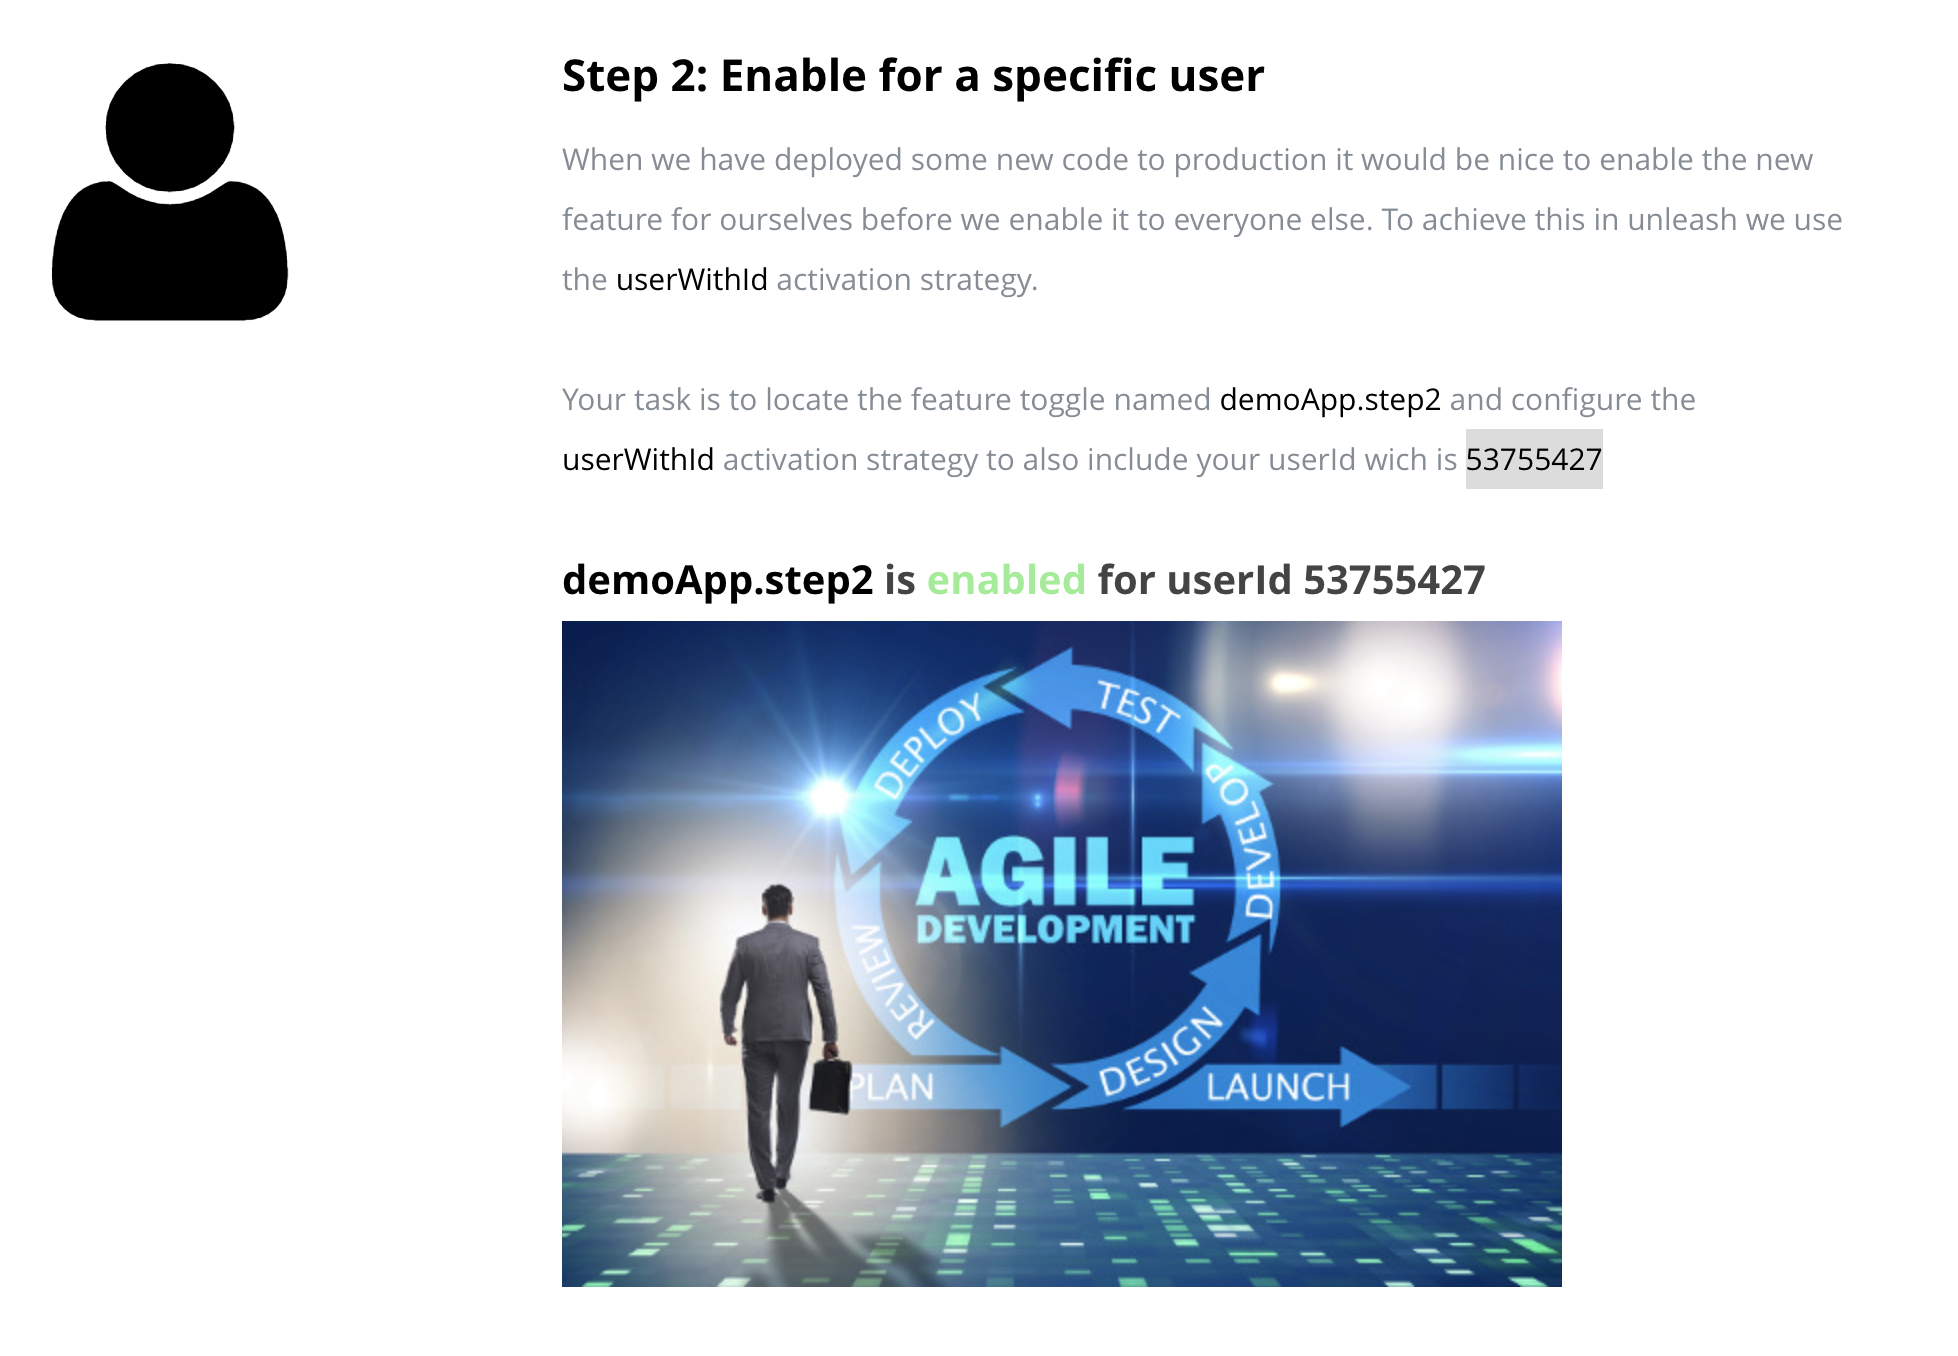 Step 2: Enable for a specific user
When we have deployed some new code to production it would be nice to enable the new
feature for ourselves before we enable it to everyone else. To achieve this in unleash we use
the userWithId activation strategy.
Your task is to locate the feature toggle named demoApp.step2 and configure the
userWithId activation strategy to also include your userId wich is 53755427
demoApp.step2 is enabled for userId 53755427
DEPLOY
TEST
DEVELOP
AGILE
DEVELOPMENT
REVIEW
PLAN
DESIGN
LAUNCH